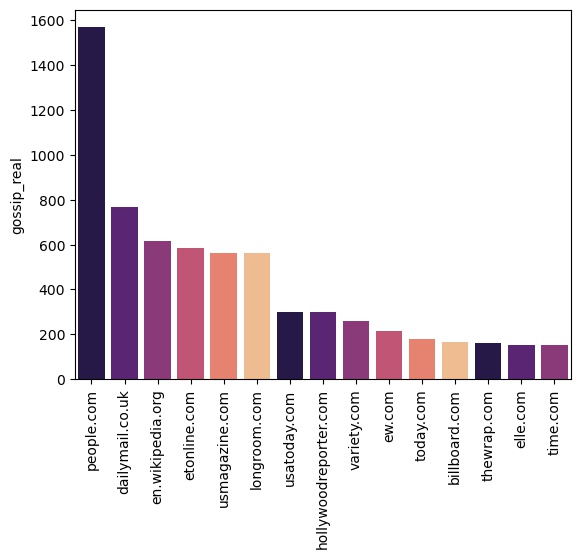 gossip_real
1600
1400
1200
1000
800
600
400
200
0
people.com
dailymail.co.uk
en.wikipedia.org
etonline.com
usmagazine.com
longroom.com
usatoday.com
hollywoodreporter.com
variety.com
ew.com
today.com
billboard.com
thewrap.com
elle.com
time.com